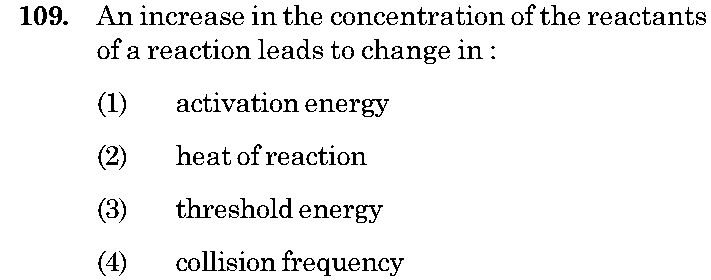 109. An increase in the concentration of the reactants
of a reaction leads to change in :
(1) activation energy
(2) heat of reaction
(3) threshold energy
(4) collision frequency